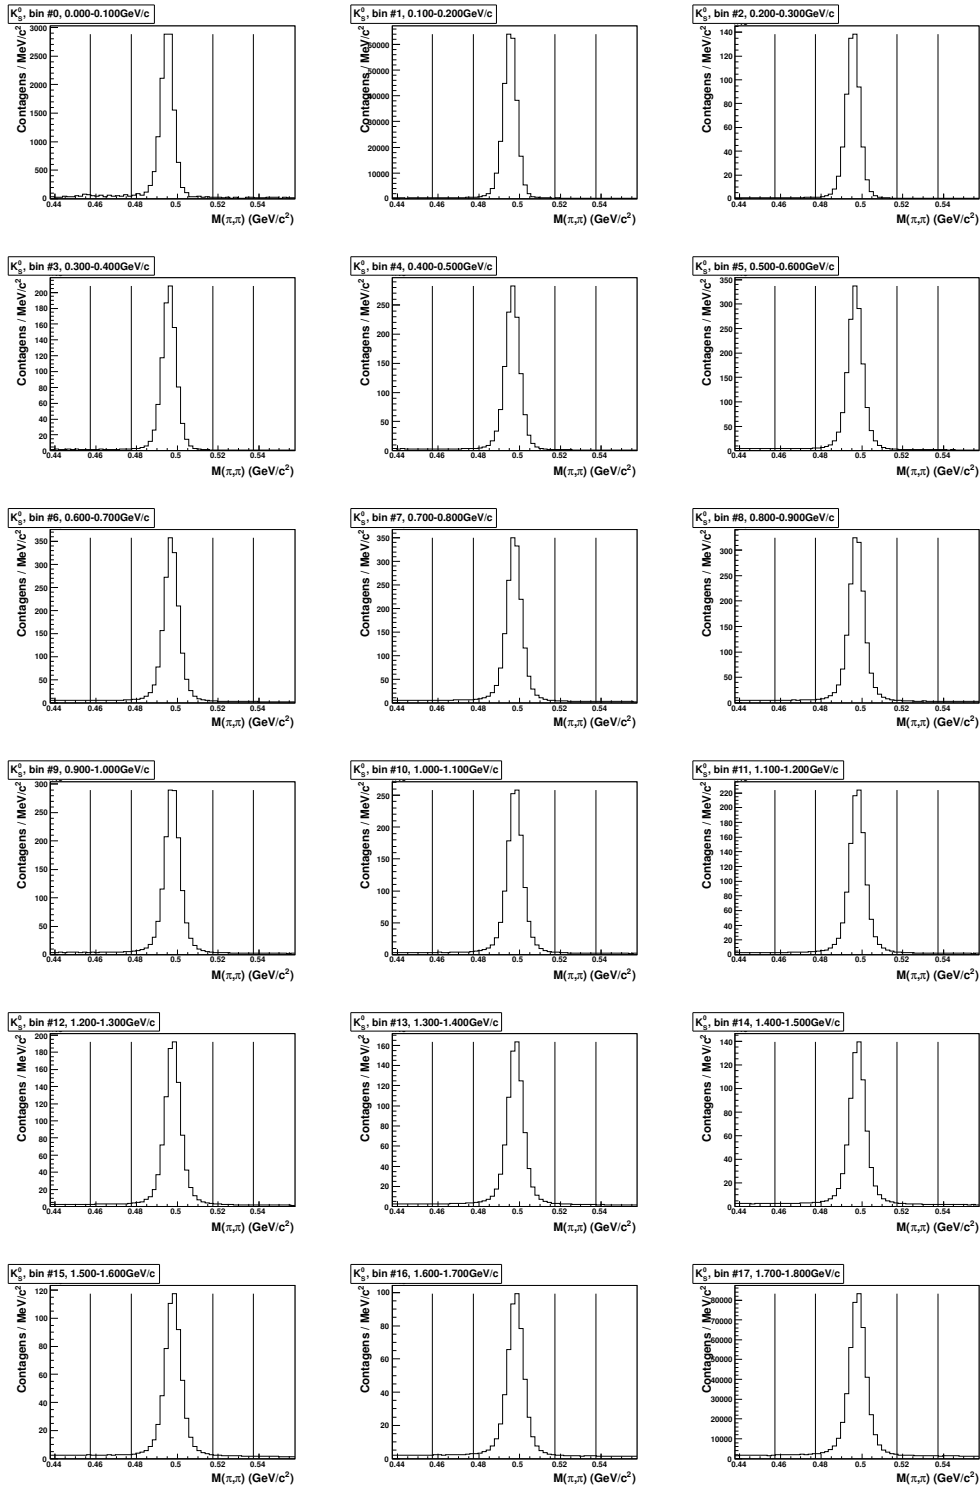 K⁰_S, bin #0, 0.000-0.100GeV/c
Contagens / MeV/c²
3000
2500
2000
1500
1000
500
0
0.44 0.46 0.48 0.5 0.52 0.54
M(π,π) (GeV/c²)
K⁰_S, bin #1, 0.100-0.200GeV/c
Contagens / MeV/c²
60000
50000
40000
30000
20000
10000
0
0.44 0.46 0.48 0.5 0.52 0.54
M(π,π) (GeV/c²)
K⁰_S, bin #2, 0.200-0.300GeV/c
Contagens / MeV/c²
140
120
100
80
60
40
20
0
0.44 0.46 0.48 0.5 0.52 0.54
M(π,π) (GeV/c²)
K⁰_S, bin #3, 0.300-0.400GeV/c
Contagens / MeV/c²
200
180
160
140
120
100
80
60
40
20
0
0.44 0.46 0.48 0.5 0.52 0.54
M(π,π) (GeV/c²)
K⁰_S, bin #4, 0.400-0.500GeV/c
Contagens / MeV/c²
250
200
150
100
50
0
0.44 0.46 0.48 0.5 0.52 0.54
M(π,π) (GeV/c²)
K⁰_S, bin #5, 0.500-0.600GeV/c
Contagens / MeV/c²
350
300
250
200
150
100
50
0
0.44 0.46 0.48 0.5 0.52 0.54
M(π,π) (GeV/c²)
K⁰_S, bin #6, 0.600-0.700GeV/c
Contagens / MeV/c²
350
300
250
200
150
100
50
0
0.44 0.46 0.48 0.5 0.52 0.54
M(π,π) (GeV/c²)
K⁰_S, bin #7, 0.700-0.800GeV/c
Contagens / MeV/c²
350
300
250
200
150
100
50
0
0.44 0.46 0.48 0.5 0.52 0.54
M(π,π) (GeV/c²)
K⁰_S, bin #8, 0.800-0.900GeV/c
Contagens / MeV/c²
300
250
200
150
100
50
0
0.44 0.46 0.48 0.5 0.52 0.54
M(π,π) (GeV/c²)
K⁰_S, bin #9, 0.900-1.000GeV/c
Contagens / MeV/c²
300
250
200
150
100
50
0
0.44 0.46 0.48 0.5 0.52 0.54
M(π,π) (GeV/c²)
K⁰_S, bin #10, 1.000-1.100GeV/c
Contagens / MeV/c²
250
200
150
100
50
0
0.44 0.46 0.48 0.5 0.52 0.54
M(π,π) (GeV/c²)
K⁰_S, bin #11, 1.100-1.200GeV/c
Contagens / MeV/c²
220
200
180
160
140
120
100
80
60
40
20
0
0.44 0.46 0.48 0.5 0.52 0.54
M(π,π) (GeV/c²)
K⁰_S, bin #12, 1.200-1.300GeV/c
Contagens / MeV/c²
200
180
160
140
120
100
80
60
40
20
0
0.44 0.46 0.48 0.5 0.52 0.54
M(π,π) (GeV/c²)
K⁰_S, bin #13, 1.300-1.400GeV/c
Contagens / MeV/c²
160
140
120
100
80
60
40
20
0
0.44 0.46 0.48 0.5 0.52 0.54
M(π,π) (GeV/c²)
K⁰_S, bin #14, 1.400-1.500GeV/c
Contagens / MeV/c²
140
120
100
80
60
40
20
0
0.44 0.46 0.48 0.5 0.52 0.54
M(π,π) (GeV/c²)
K⁰_S, bin #15, 1.500-1.600GeV/c
Contagens / MeV/c²
120
100
80
60
40
20
0
0.44 0.46 0.48 0.5 0.52 0.54
M(π,π) (GeV/c²)
K⁰_S, bin #16, 1.600-1.700GeV/c
Contagens / MeV/c²
100
80
60
40
20
0
0.44 0.46 0.48 0.5 0.52 0.54
M(π,π) (GeV/c²)
K⁰_S, bin #17, 1.700-1.800GeV/c
Contagens / MeV/c²
80000
70000
60000
50000
40000
30000
20000
10000
0
0.44 0.46 0.48 0.5 0.52 0.54
M(π,π) (GeV/c²)